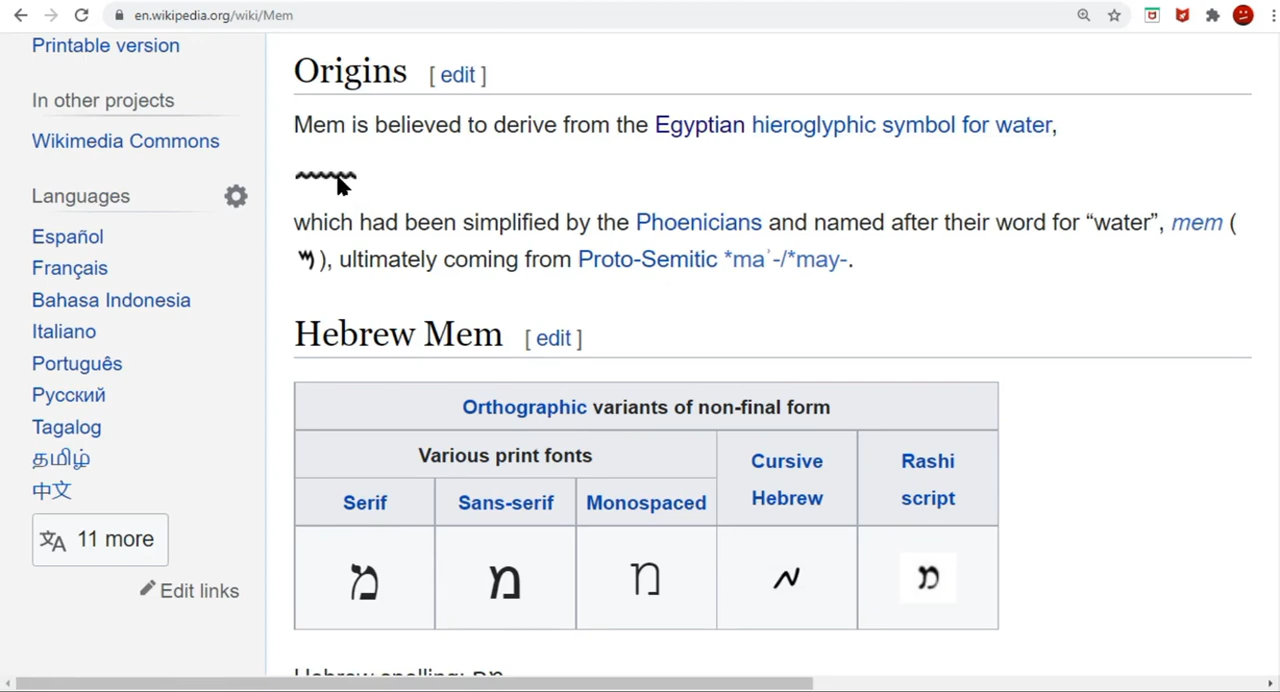 en.wikipedia.org/wiki/Mem
Printable version
In other projects
Wikimedia Commons
Languages
Español
Français
Bahasa Indonesia
Italiano
Português
Русский
Tagalog
தமிழ்
中文
11 more
Edit links
Origins [ edit ]
Mem is believed to derive from the Egyptian hieroglyphic symbol for water,
which had been simplified by the Phoenicians and named after their word for “water”, mem (
𐤌), ultimately coming from Proto-Semitic *maʾ-/*may-.
Hebrew Mem [ edit ]
Orthographic variants of non-final form
Various print fonts
Cursive Hebrew
Rashi script
Serif
Sans-serif
Monospaced
מ
מ
מ
מ
Hebrew spelling: מם